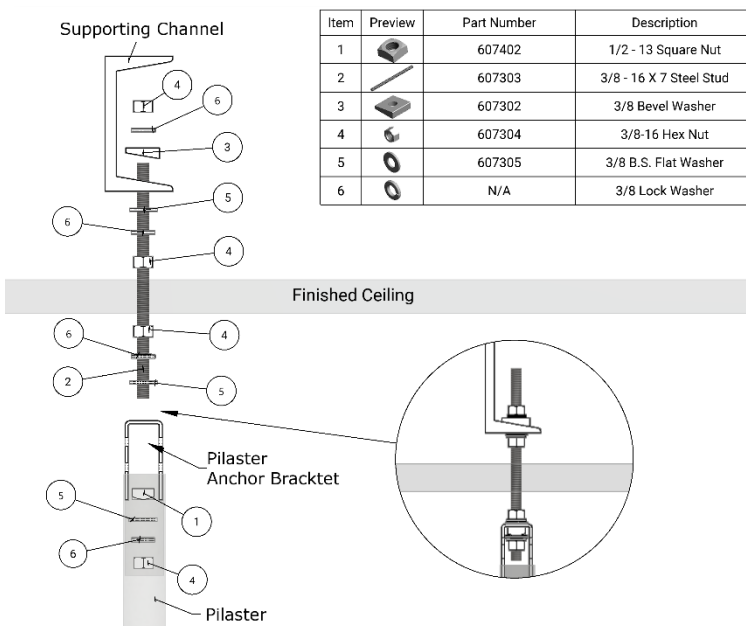 Supporting Channel
4
6
3
5
6
4
Finished Ceiling
4
6
2
5
Pilaster
Anchor Bracktet
5
1
6
4
Pilaster
Item Preview Part Number Description
1 607402 1/2 - 13 Square Nut
2 607303 3/8 - 16 X 7 Steel Stud
3 607302 3/8 Bevel Washer
4 607304 3/8-16 Hex Nut
5 607305 3/8 B.S. Flat Washer
6 N/A 3/8 Lock Washer